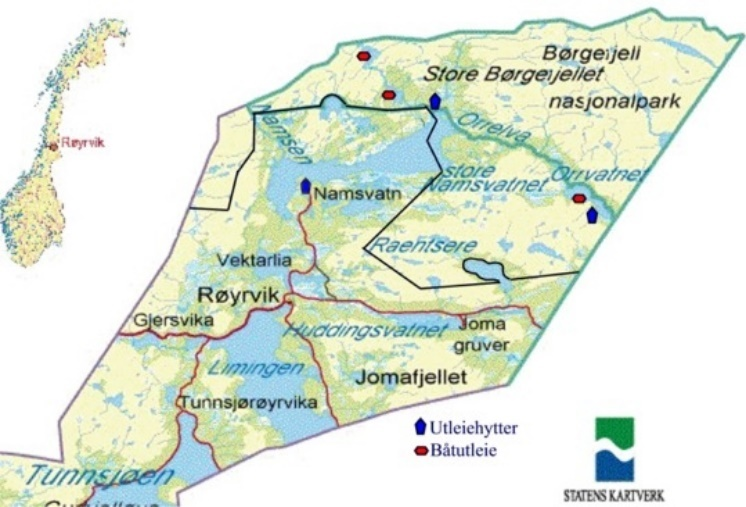 Børgefjell
Store Børgefjellet
nasjonalpark
Røyrvik
Namsen
Orrelva
store
Namsvatnet
Orrvatnet
Namsvatn
Raehtsere
Vektarlia
Røyrvik
Gjersvika
Huddingsvatnet
Joma
gruver
Limingen
Jomafjellet
Tunnsjørøyrvika
Utleiehytter
Båtutleie
Tunnsjøen
STATENS KARTVERK